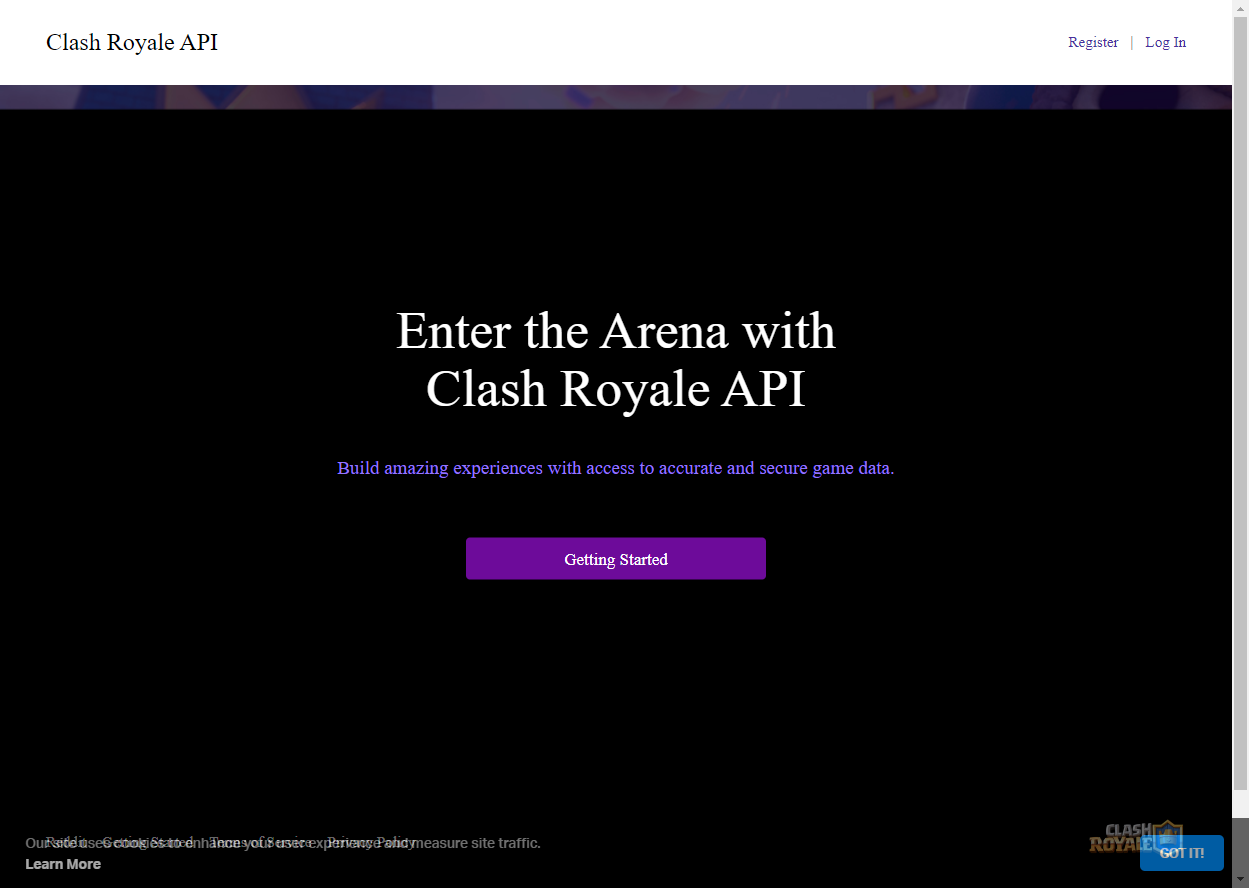 Clash Royale API
Register | Log In
Enter the Arena with
Clash Royale API
Build amazing experiences with access to accurate and secure game data.
Getting Started
Reddit Getting Started Terms of Service Privacy Policy
Our site uses cookies to enhance your user experience and measure site traffic.
Learn More
CLASH
ROYALE
GOT IT!